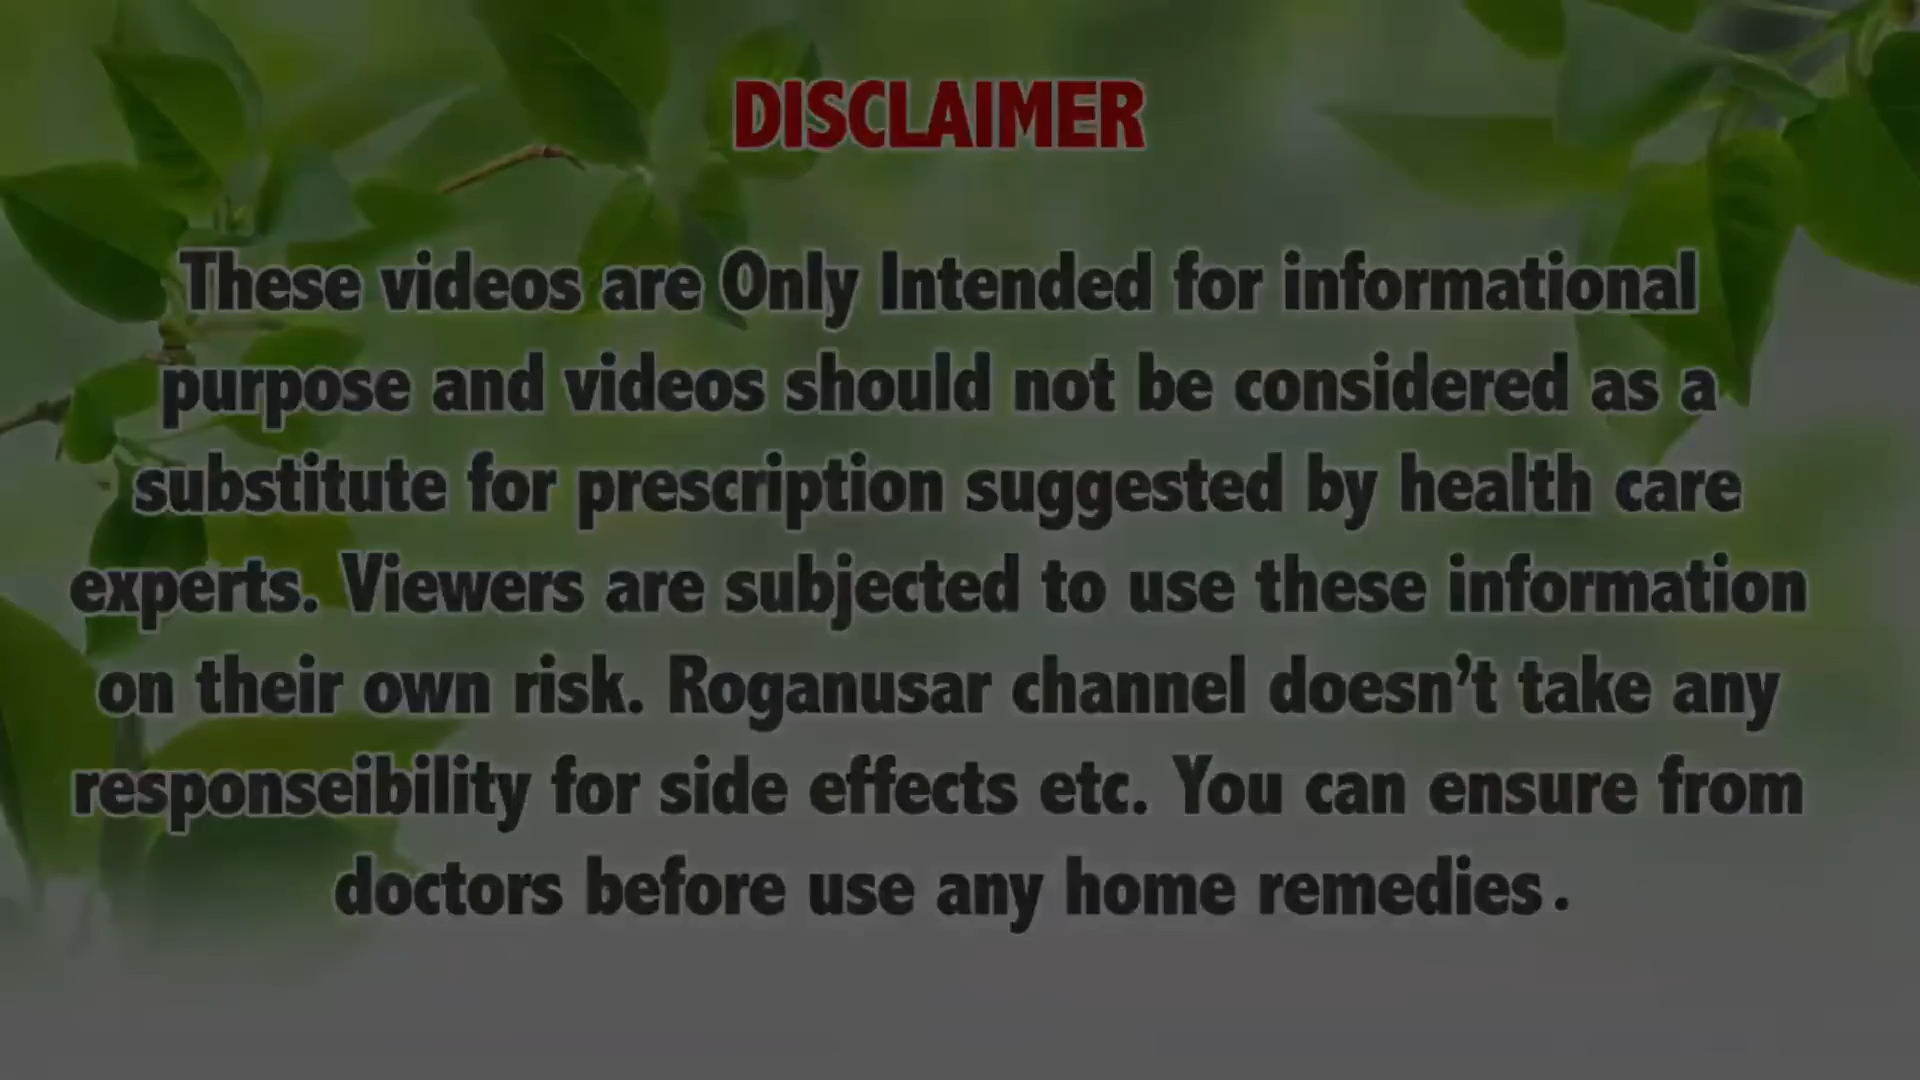 DISCLAIMER
These videos are Only Intended for informational
purpose and videos should not be considered as a
substitute for prescription suggested by health care
experts. Viewers are subjected to use these information
on their own risk. Roganusar channel doesn’t take any
responseibility for side effects etc. You can ensure from
doctors before use any home remedies .